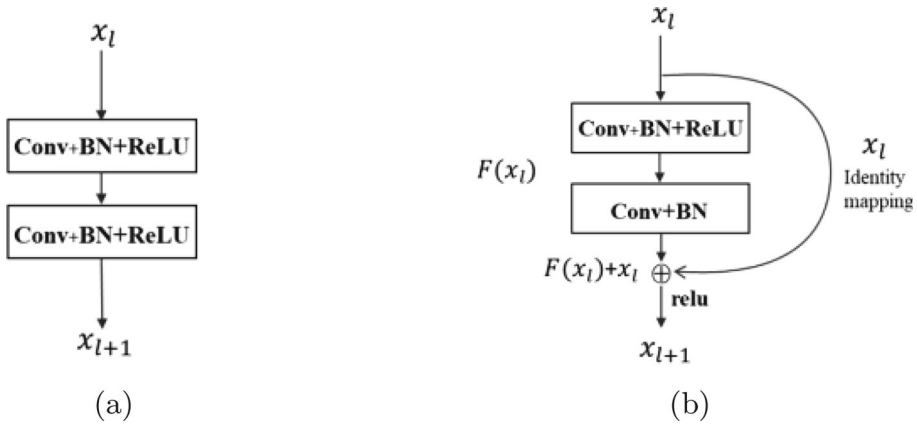 x_l
Conv+BN+ReLU
Conv+BN+ReLU
x_{l+1}
(a)
x_l
Conv+BN+ReLU
F(x_l)
x_l
Identity
mapping
Conv+BN
F(x_l)+x_l ⊕
relu
x_{l+1}
(b)